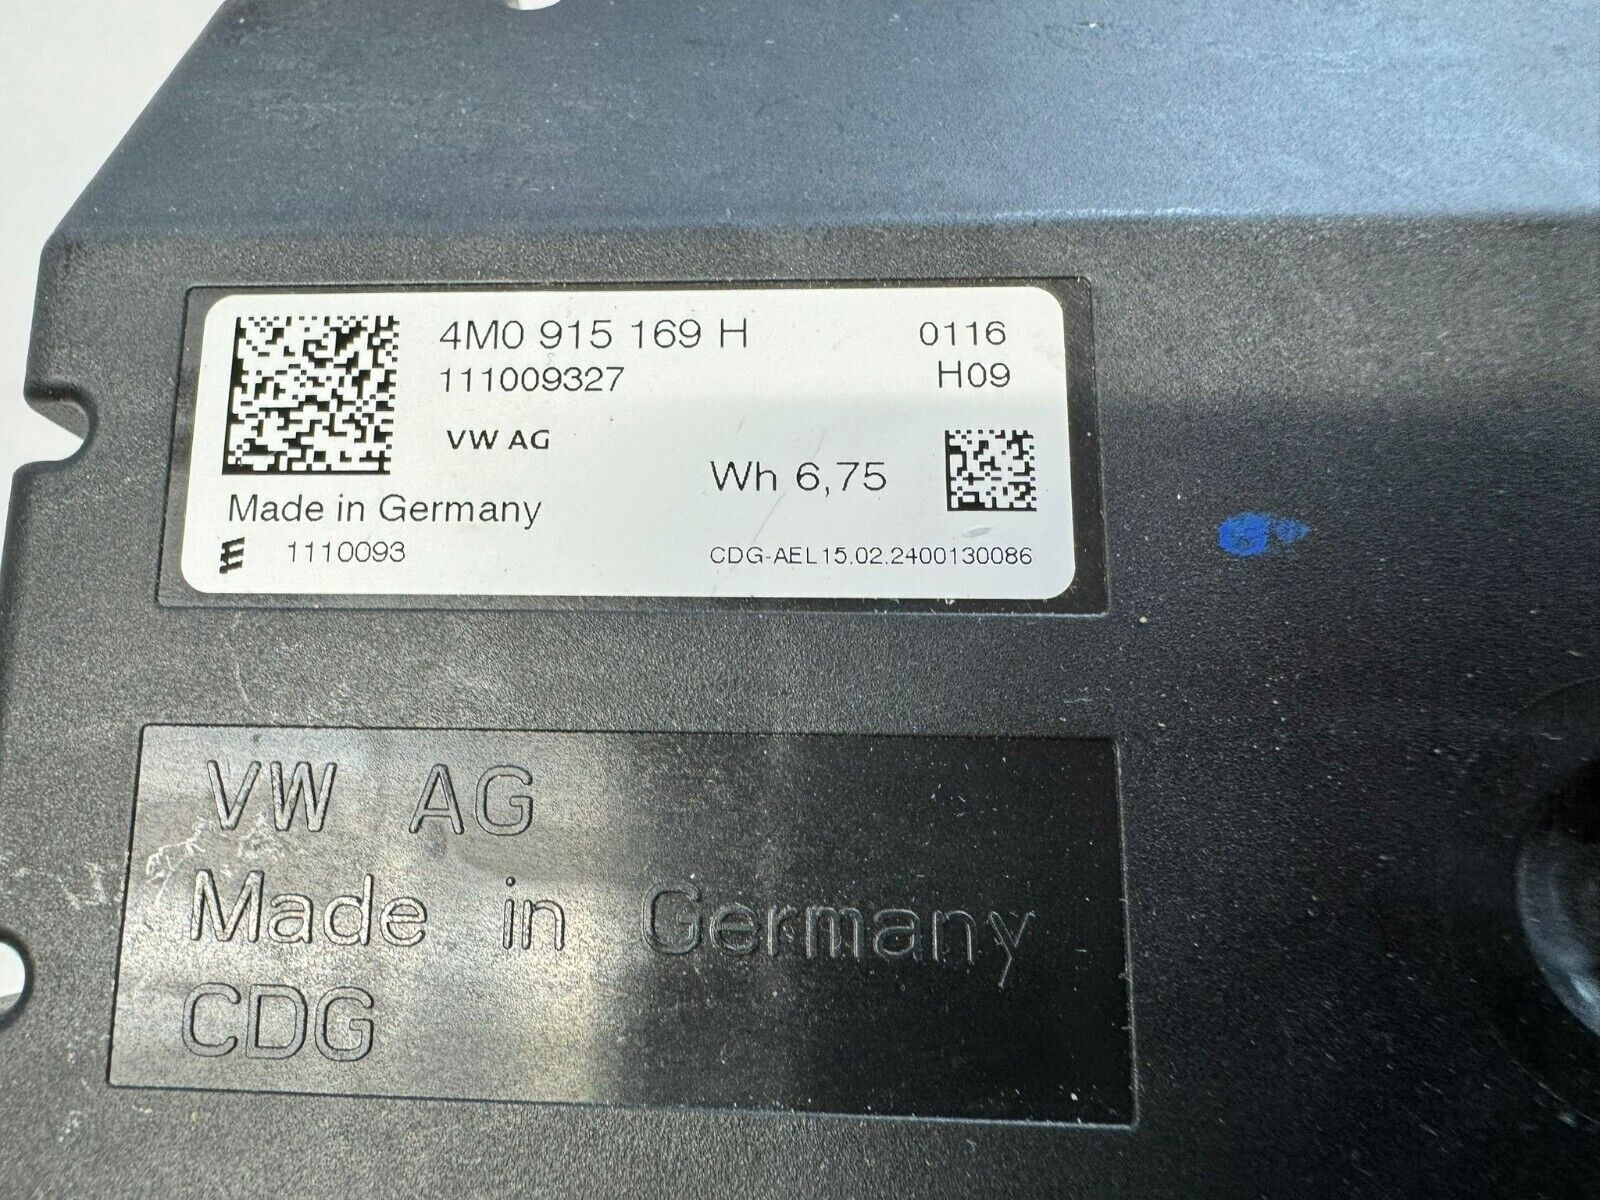 4M0 915 169 H 0116
111009327 H09
VW AG
Wh 6,75
Made in Germany
1110093 CDG-AEL15.02.2400130086
VW AG
Made in Germany
CDG